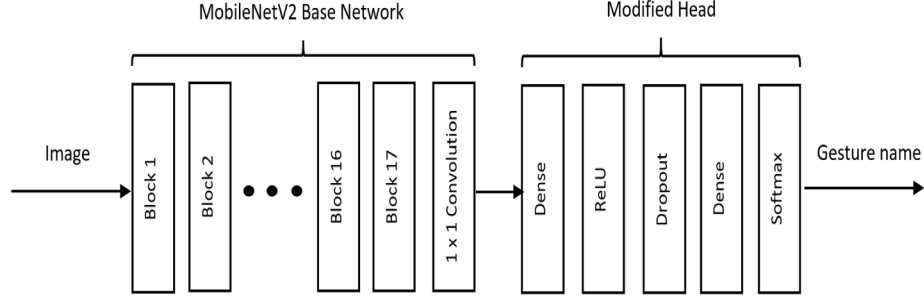 MobileNetV2 Base Network
Modified Head
Image
Block 1
Block 2
Block 16
Block 17
1 x 1 Convolution
Dense
ReLU
Dropout
Dense
Softmax
Gesture name